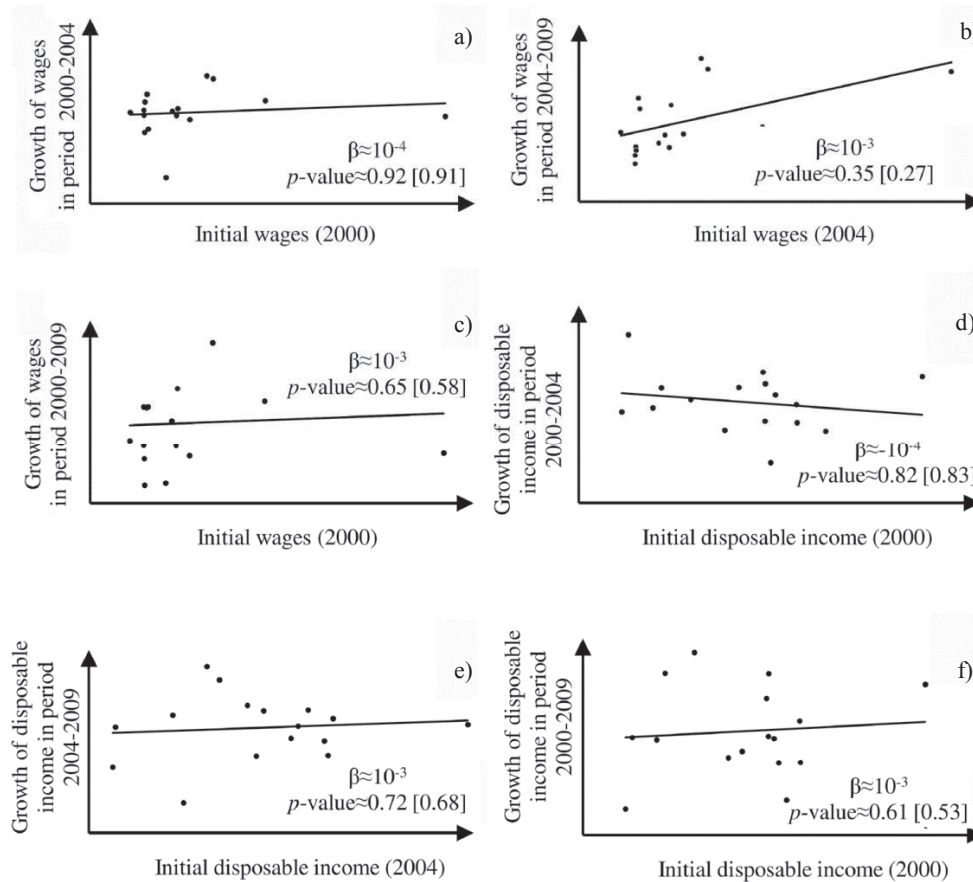 a)
Growth of wages
in period 2000-2004
β≈10⁻⁴
p-value≈0.92 [0.91]
Initial wages (2000)
b)
Growth of wages
in period 2004-2009
β≈10⁻³
p-value≈0.35 [0.27]
Initial wages (2004)
c)
Growth of wages
in period 2000-2009
β≈10⁻³
p-value≈0.65 [0.58]
Initial wages (2000)
d)
Growth of disposable
income in period
2000-2004
β≈-10⁻⁴
p-value≈0.82 [0.83]
Initial disposable income (2000)
e)
Growth of disposable
income in period
2004-2009
β≈10⁻³
p-value≈0.72 [0.68]
Initial disposable income (2004)
f)
Growth of disposable
income in period
2000-2009
β≈10⁻³
p-value≈0.61 [0.53]
Initial disposable income (2000)